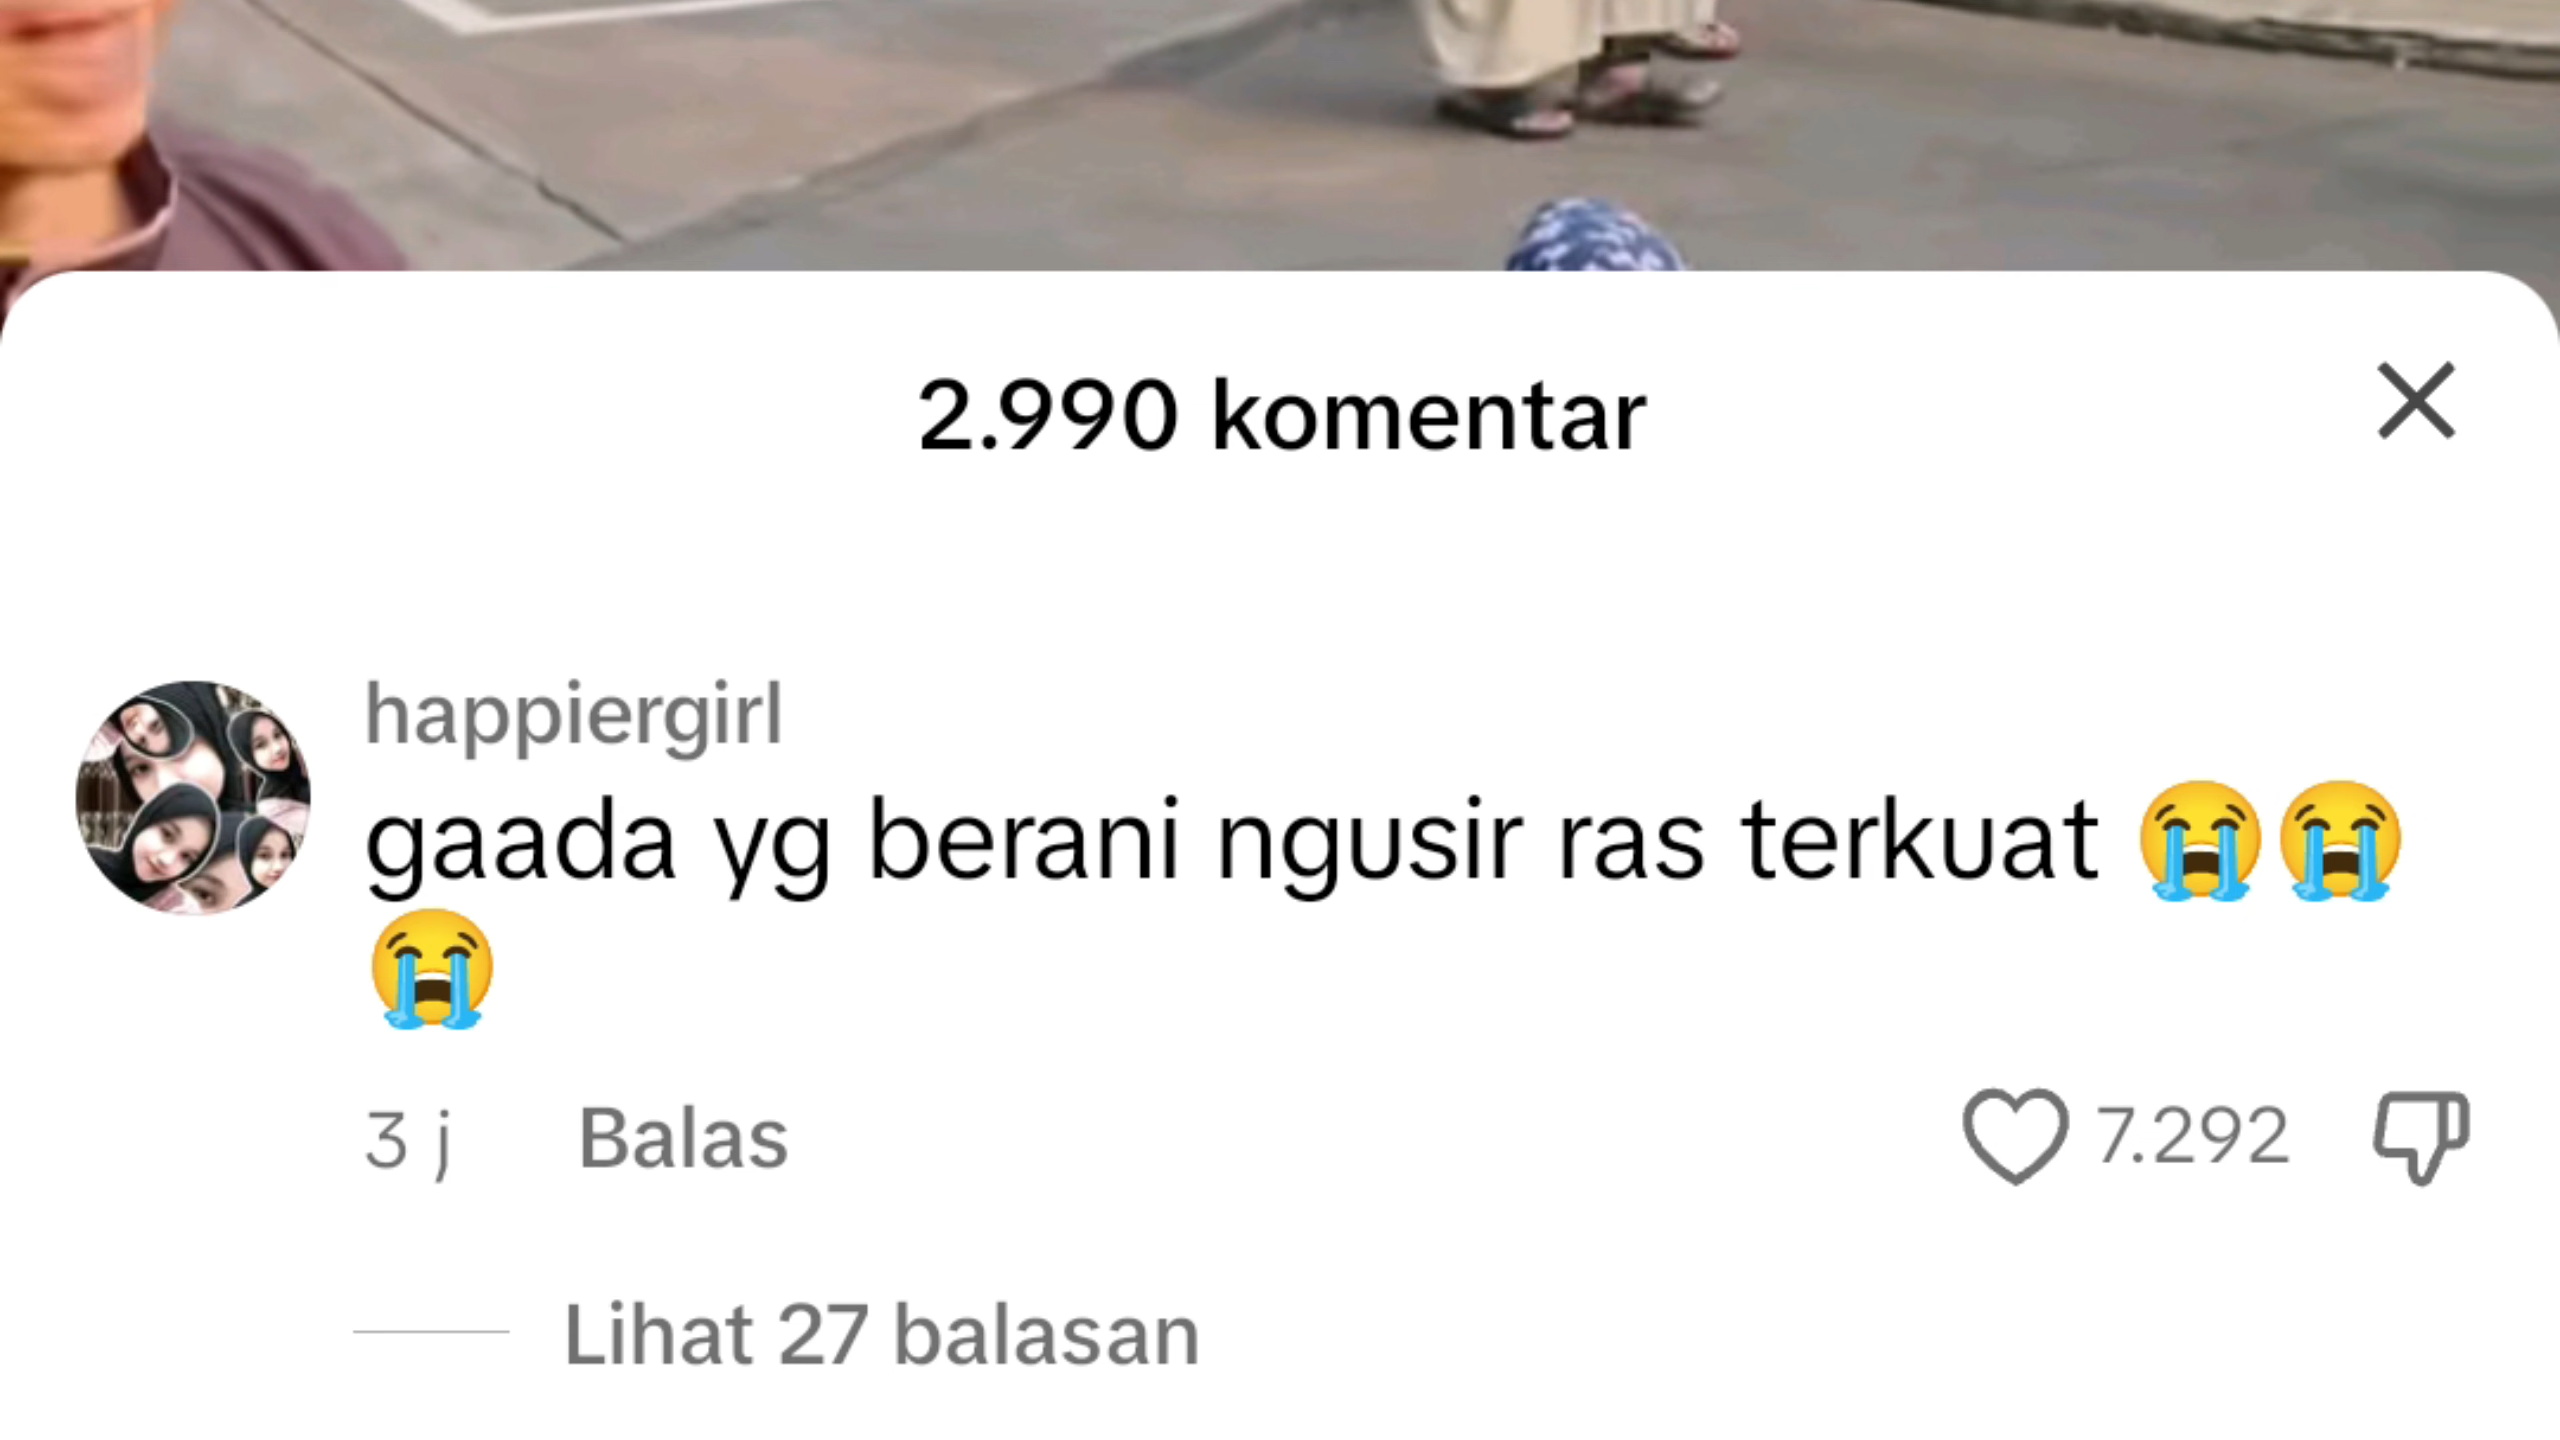 2.990 komentar
happiergirl
gaada yg berani ngusir ras terkuat 😭😭
😭
3 j Balas 7.292
Lihat 27 balasan